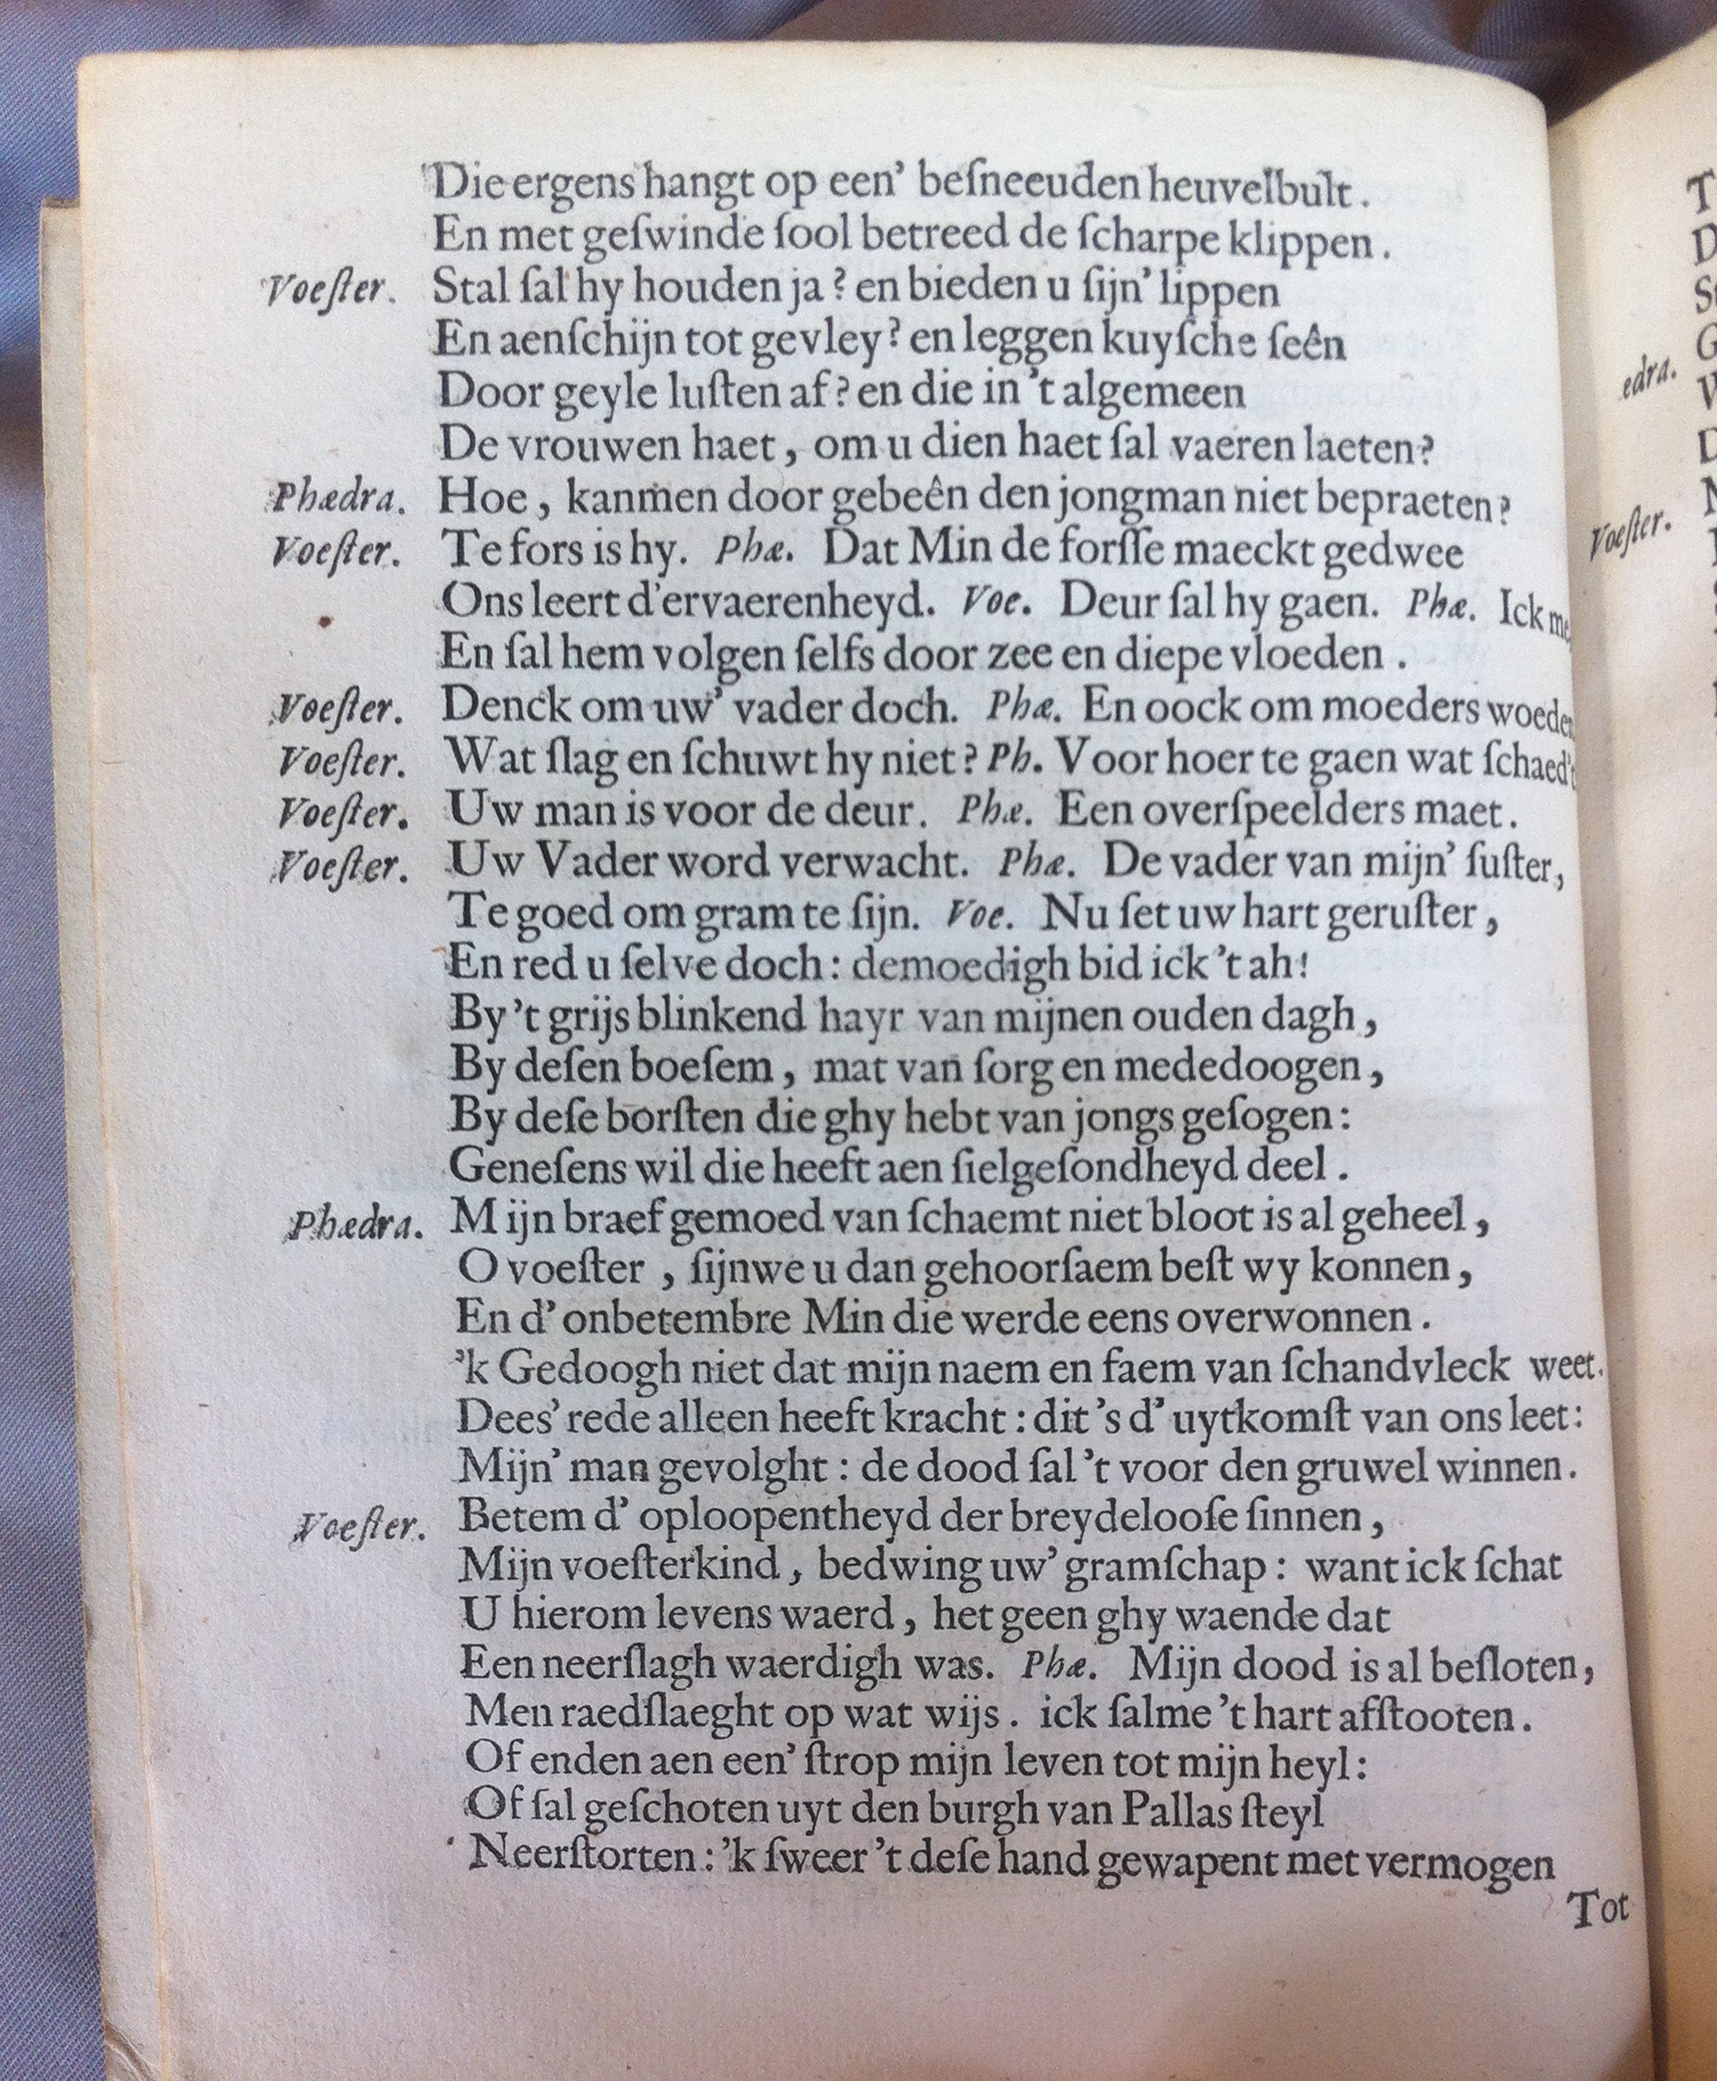 Die ergens hangt op een' beſneeuden heuvelbult.
En met geſwinde ſool betreed de ſcharpe klippen.
Voeſter. Stal ſal hy houden ja? en bieden u ſijn' lippen
En aenſchijn tot gevley? en leggen kuyſche ſeên
Door geyle luſten af? en die in 't algemeen
De vrouwen haet, om u dien haet ſal vaeren laeten?
Phædra. Hoe, kanmen door gebeên den jongman niet bepraeten?
Voeſter. Te fors is hy. Phæ. Dat Min de forſſe maeckt gedwee
Ons leert d'ervaerenheyd. Voe. Deur ſal hy gaen. Phæ. Ick
En ſal hem volgen ſelfs door zee en diepe vloeden.
Voeſter. Denck om uw' vader doch. Phæ. En oock om moeders woeden
Voeſter. Wat ſlag en ſchuwt hy niet? Ph. Voor hoer te gaen wat ſchaed't
Voeſter. Uw man is voor de deur. Phæ. Een overſpeelders maet.
Voeſter. Uw Vader word verwacht. Phæ. De vader van mijn' ſuſter,
Te goed om gram te ſijn. Voe. Nu ſet uw hart geruſter,
En red u ſelve doch: demoedigh bid ick 't ah!
By 't grijs blinkend hayr van mijnen ouden dagh,
By deſen boeſem, mat van ſorg en mededoogen,
By deſe borſten die ghy hebt van jongs geſogen:
Geneſens wil die heeft aen ſielgeſondheyd deel.
Phædra. Mijn braef gemoed van ſchaemt niet bloot is al geheel,
O voeſter, ſijnwe u dan gehoorſaem beſt wy konnen,
En d' onbetembre Min die werde eens overwonnen.
'k Gedoogh niet dat mijn naem en faem van ſchandvleck weet.
Dees' rede alleen heeft kracht: dit 's d' uytkomſt van ons leet:
Mijn' man gevolght: de dood ſal 't voor den gruwel winnen.
Voeſter. Betem d' oploopentheyd der breydelooſe ſinnen,
Mijn voeſterkind, bedwing uw' gramſchap: want ick ſchat
U hierom levens waerd, het geen ghy waende dat
Een neerſlagh waerdigh was. Phæ. Mijn dood is al beſloten,
Men raedſlaeght op wat wijs. ick ſalme 't hart afſtooten.
Of enden aen een' ſtrop mijn leven tot mijn heyl:
Of ſal geſchoten uyt den burgh van Pallas ſteyl
Neerſtorten: 'k ſweer 't deſe hand gewapent met vermogen
Tot
edra.
Voeſter.